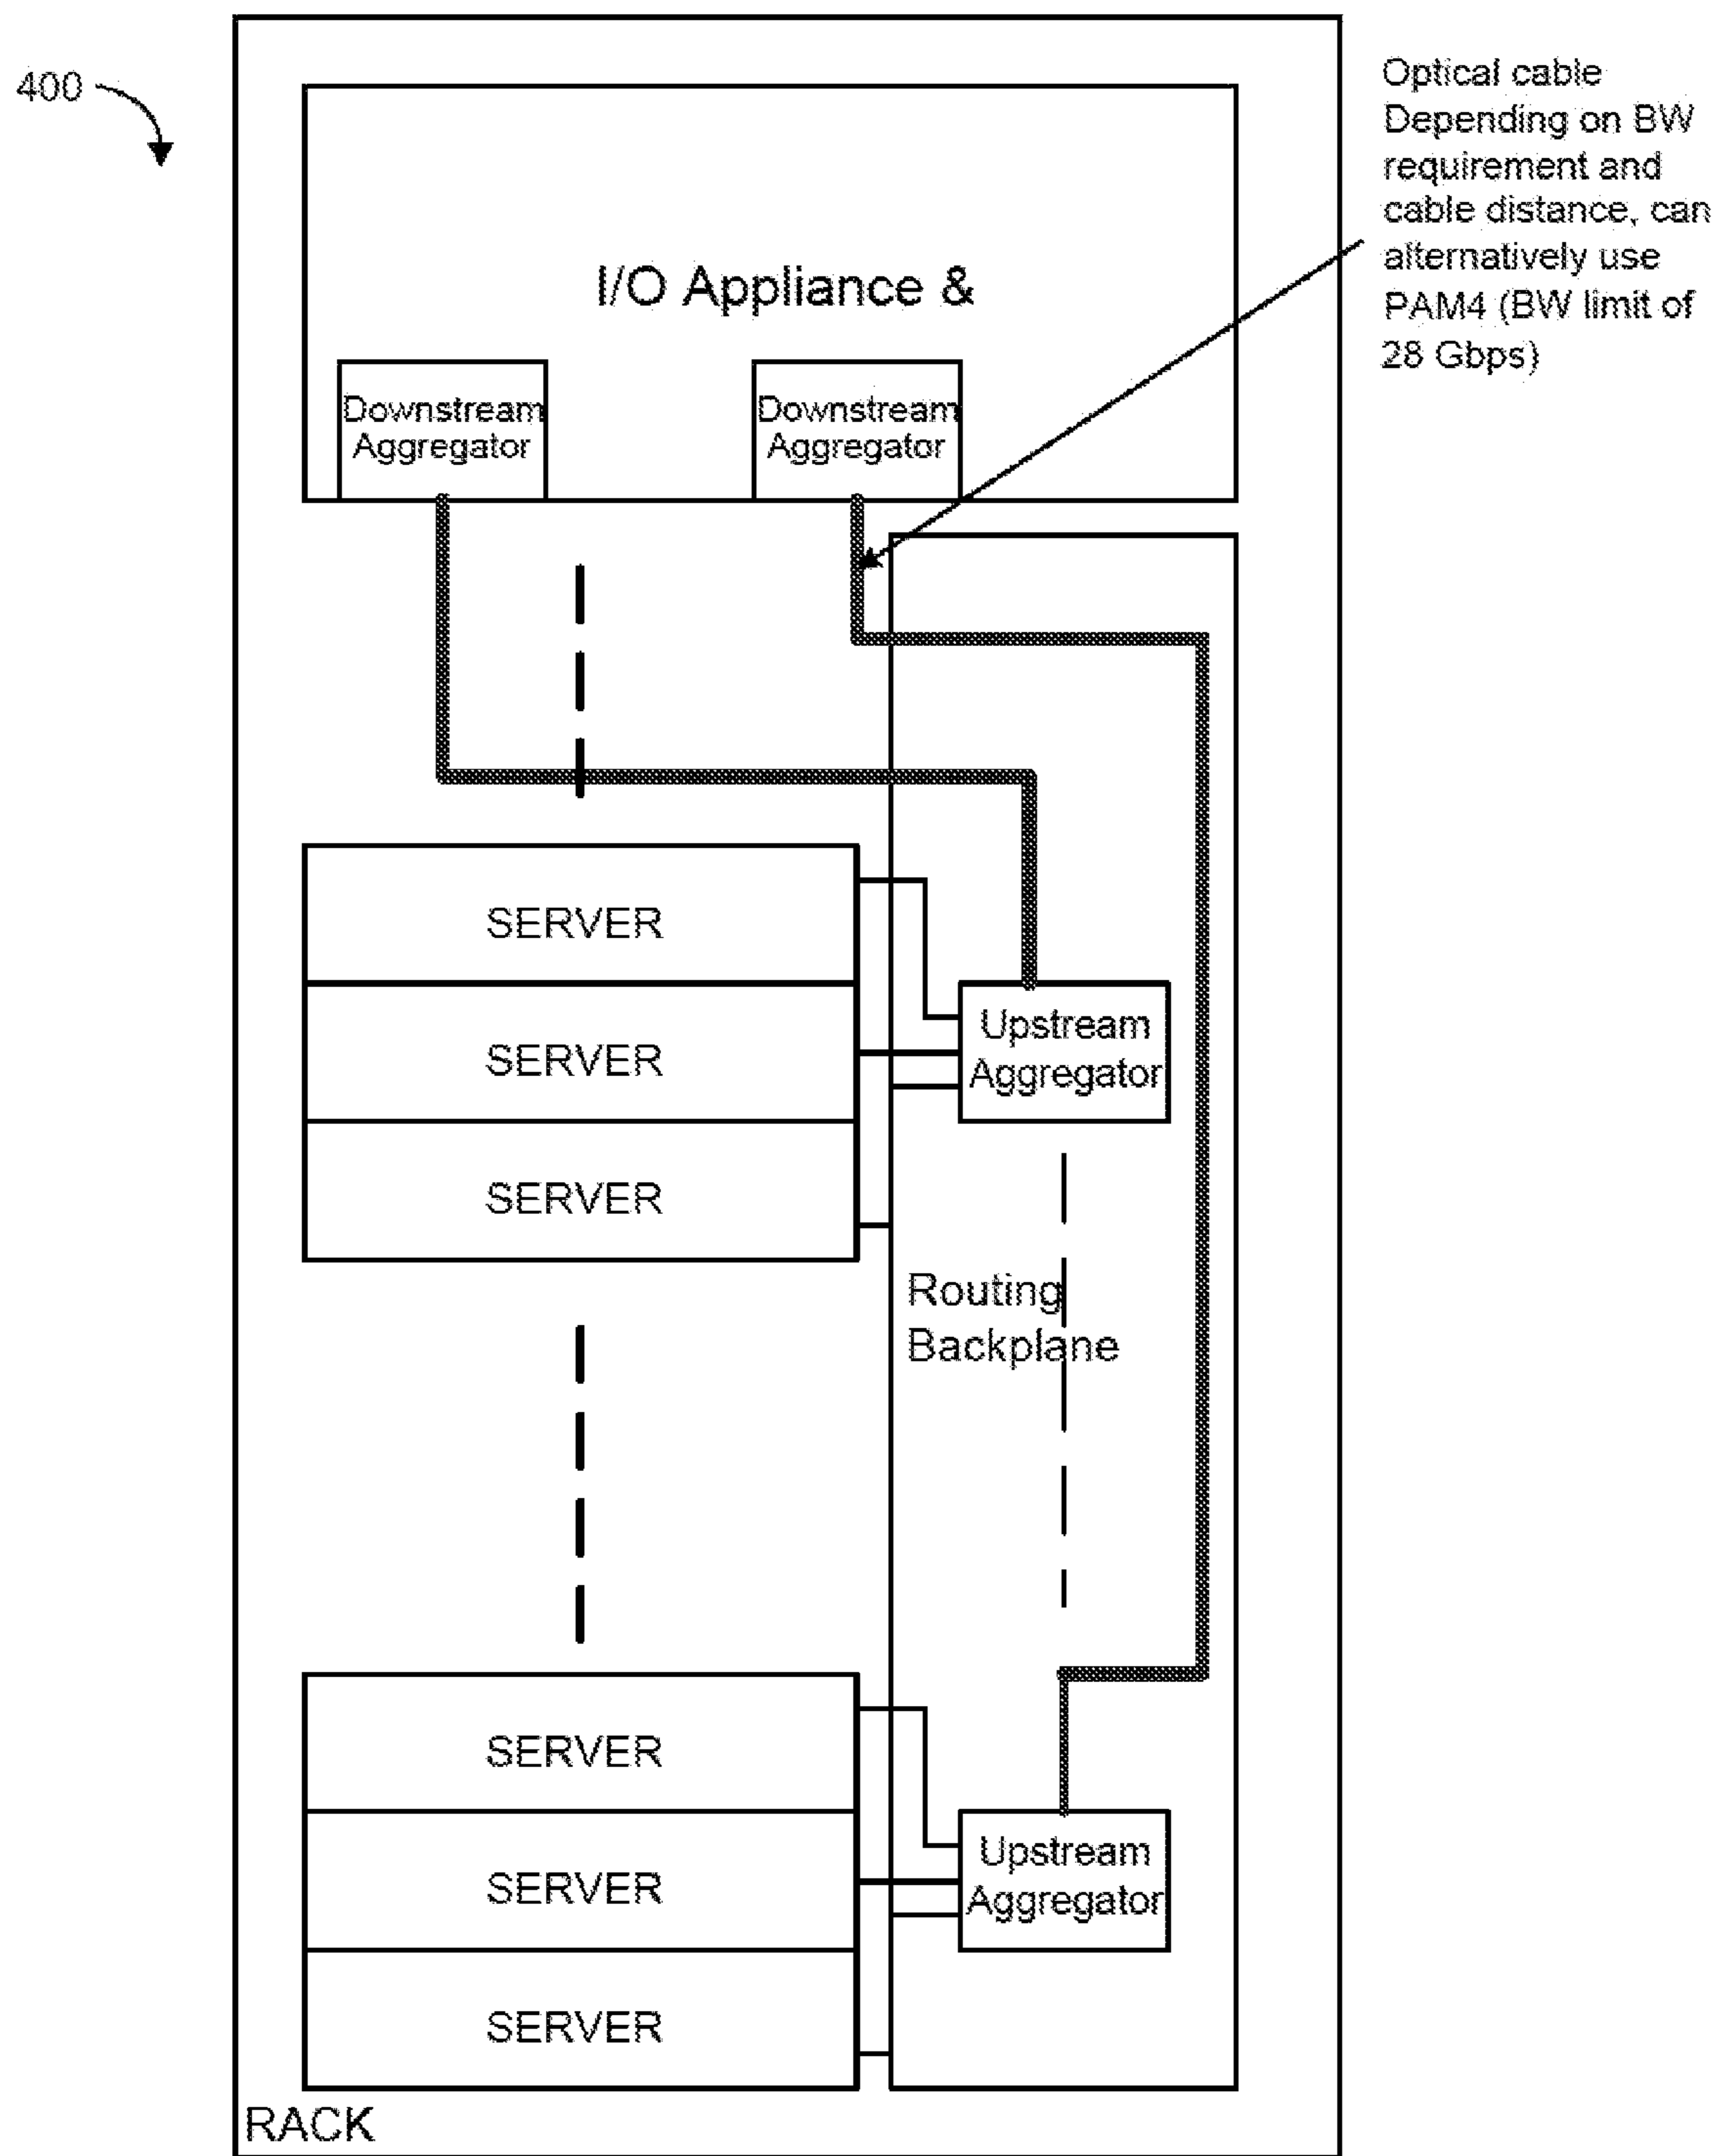 400
Optical cable
Depending on BW
requirement and
cable distance, can
alternatively use
PAM4 (BW limit of
28 Gbps)
I/O Appliance &
Downstream
Aggregator
Downstream
Aggregator
SERVER
SERVER
SERVER
Upstream
Aggregator
Routing
Backplane
SERVER
SERVER
SERVER
Upstream
Aggregator
RACK